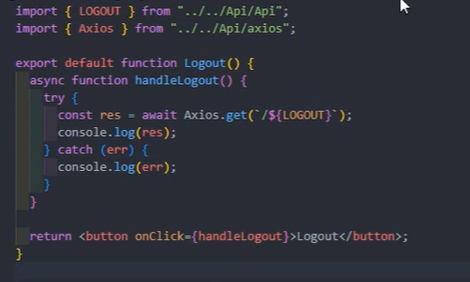 import { LOGOUT } from "../../Api/Api";
import { Axios } from "../../Api/axios";

export default function Logout() {
  async function handleLogout() {
    try {
      const res = await Axios.get(`/${LOGOUT}`);
      console.log(res);
    } catch (err) {
      console.log(err);
    }
  }

  return <button onClick={handleLogout}>Logout</button>;
}